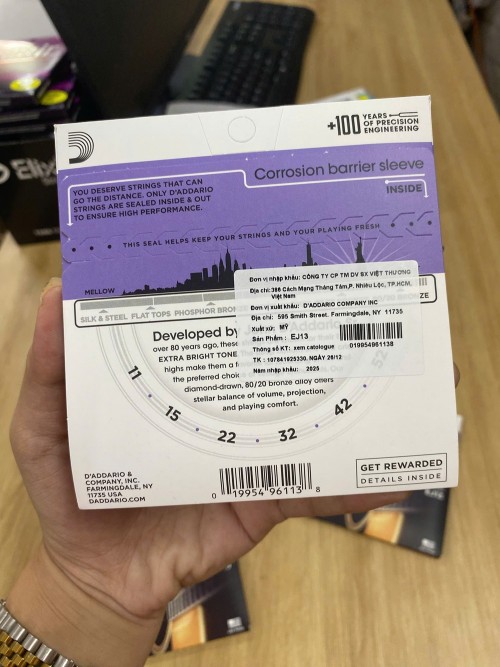 +100 YEARS
OF PRECISION
ENGINEERING
Corrosion barrier sleeve
INSIDE
YOU DESERVE STRINGS THAT CAN
GO THE DISTANCE. ONLY D'ADDARIO
STRINGS ARE SEALED INSIDE & OUT
TO ENSURE HIGH PERFORMANCE.
THIS SEAL HELPS KEEP YOUR STRINGS AND YOUR PLAYING FRESH
MELLOW
SILK & STEEL FLAT TOPS PHOSPHOR BRON
ZE
Đơn vị nhập khẩu: CÔNG TY CP TM DV BX VIỆT THƯƠNG
Địa chỉ: 386 Cách Mạng Tháng Tám,P. Nhiêu Lộc, TP.HCM,
Việt Nam
Đơn vị xuất khẩu: D'ADDARIO COMPANY INC
Địa chỉ: 595 Smith Street, Farmingdale, NY 11735
Xuất xứ: MỸ
Sản Phẩm : EJ13
Thông số KT: xem catologue
019954961138
TK : 107841925330, NGÀY 26/12
Năm nhập khẩu: 2025
Developed by J
Addario
over 80 years ago, these
EXTRA BRIGHT TONE
highs make them a f
the preferred choic
diamond-drawn, 80/20 bronze alloy offers
stellar balance of volume, projection,
and playing comfort.
11 15 22 32 42 52
D'ADDARIO &
COMPANY, INC.
FARMINGDALE, NY
11735 USA
DADDARIO.COM
0 19954 96113 8
GET REWARDED
DETAILS INSIDE
Elix